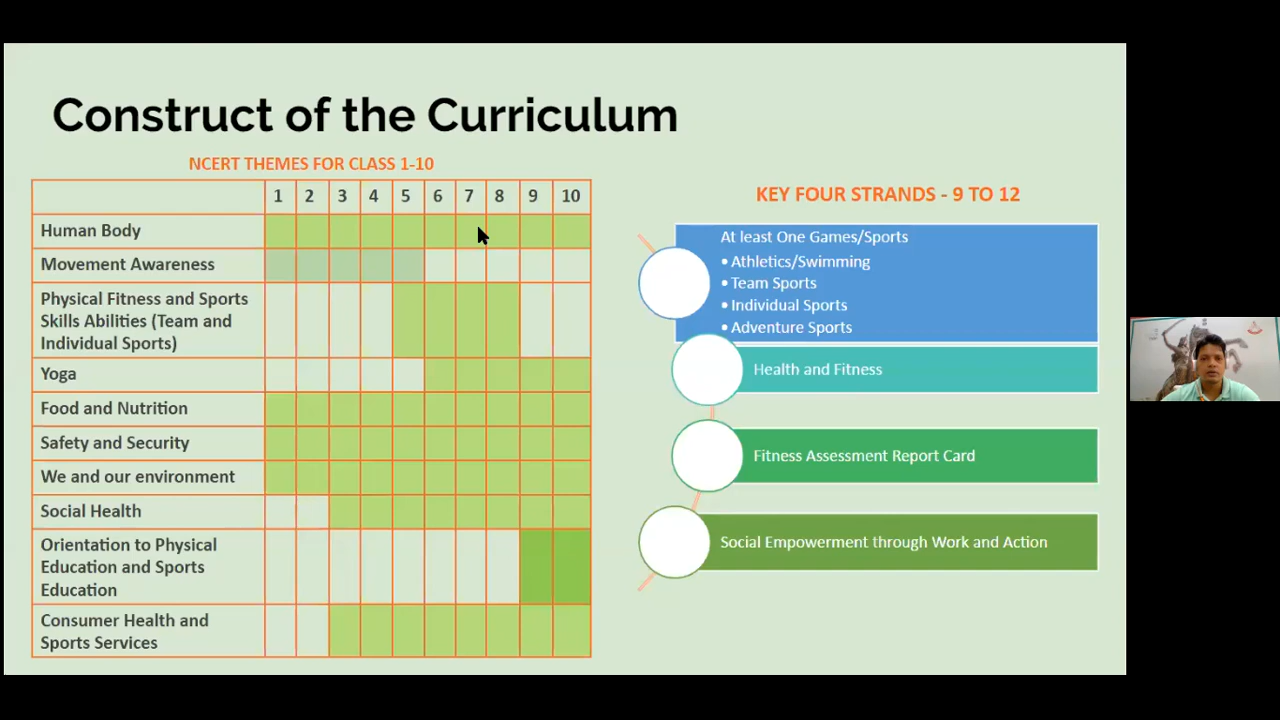 Construct of the Curriculum
NCERT THEMES FOR CLASS 1-10
1 2 3 4 5 6 7 8 9 10
Human Body
Movement Awareness
Physical Fitness and Sports
Skills Abilities (Team and
Individual Sports)
Yoga
Food and Nutrition
Safety and Security
We and our environment
Social Health
Orientation to Physical
Education and Sports
Education
Consumer Health and
Sports Services
KEY FOUR STRANDS - 9 TO 12
At least One Games/Sports
• Athletics/Swimming
• Team Sports
• Individual Sports
• Adventure Sports
Health and Fitness
Fitness Assessment Report Card
Social Empowerment through Work and Action